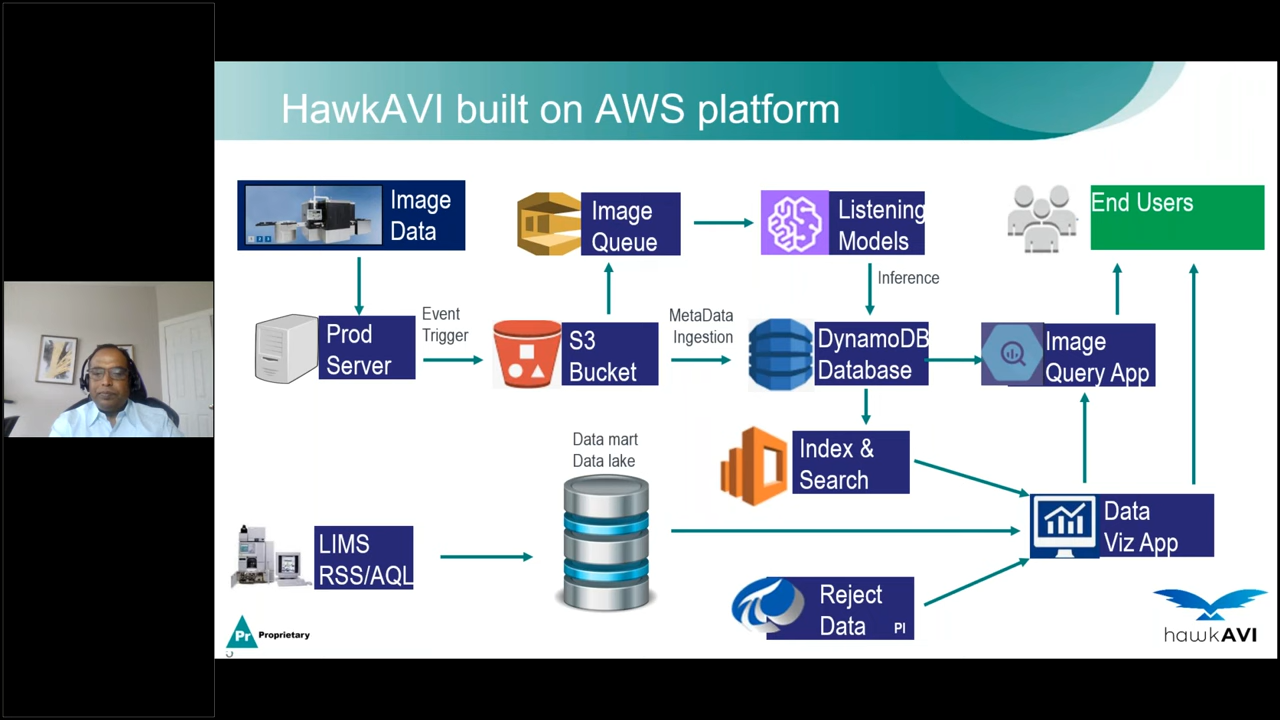 HawkAVI built on AWS platform
Image
Data
Image
Queue
Listening
Models
End Users
Inference
Prod
Server
Event
Trigger
S3
Bucket
MetaData
Ingestion
DynamoDB
Database
Image
Query App
Data mart
Data lake
Index &
Search
LIMS
RSS/AQL
Data
Viz App
Reject
Data
PI
Pr
Proprietary
hawkAVI